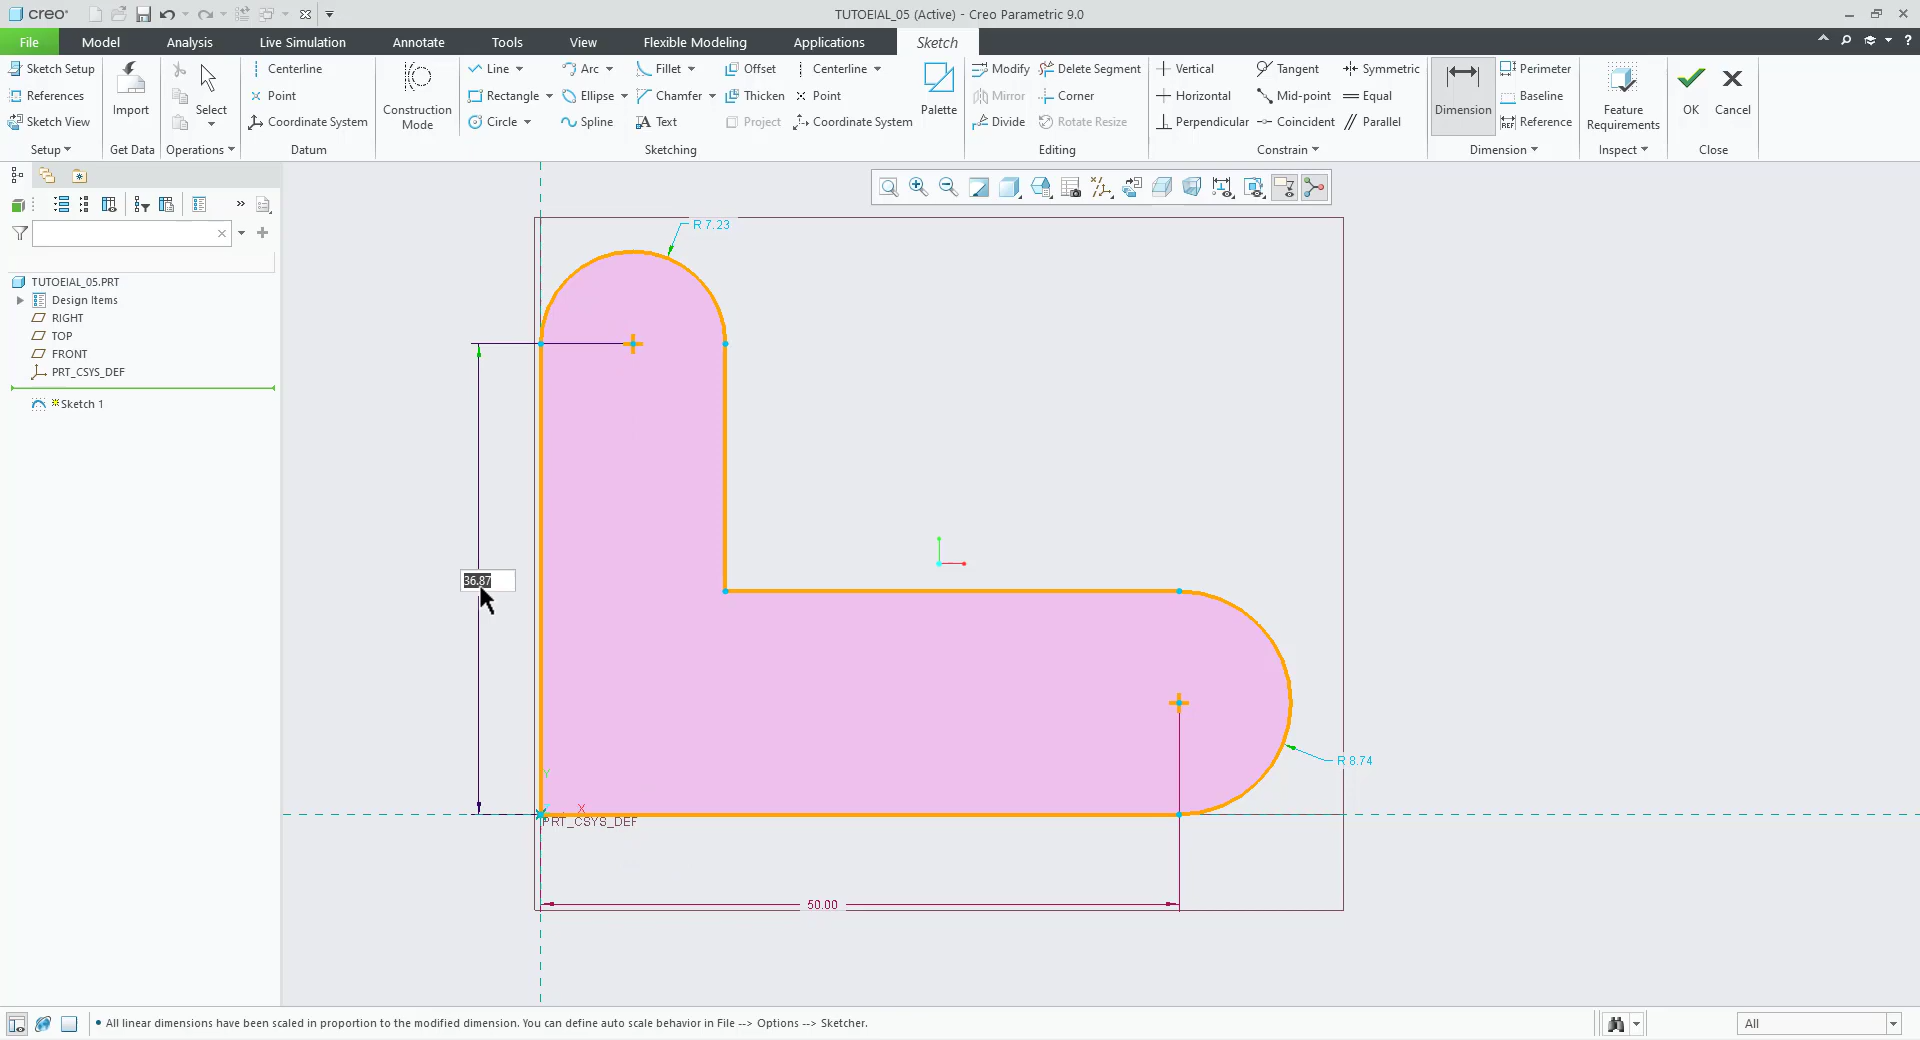 creo
TUTOEIAL_05 (Active) - Creo Parametric 9.0
File
Model
Analysis
Live Simulation
Annotate
Tools
View
Flexible Modeling
Applications
Sketch
Sketch Setup
References
Sketch View
Setup
Import
Get Data
Select
Operations
Centerline
Point
Coordinate System
Datum
Construction Mode
Line
Rectangle
Circle
Arc
Ellipse
Spline
Fillet
Chamfer
Text
Offset
Thicken
Project
Centerline
Point
Coordinate System
Palette
Sketching
Modify
Mirror
Divide
Delete Segment
Corner
Rotate Resize
Editing
Vertical
Horizontal
Perpendicular
Tangent
Mid-point
Coincident
Symmetric
Equal
Parallel
Constrain
Dimension
Perimeter
Baseline
Reference
Dimension
Feature Requirements
Inspect
OK
Cancel
Close
TUTOEIAL_05.PRT
Design Items
RIGHT
TOP
FRONT
PRT_CSYS_DEF
Sketch 1
R 7.23
36.87
R 8.74
Y
X
PRT_CSYS_DEF
50.00
• All linear dimensions have been scaled in proportion to the modified dimension. You can define auto scale behavior in File --> Options --> Sketcher.
All